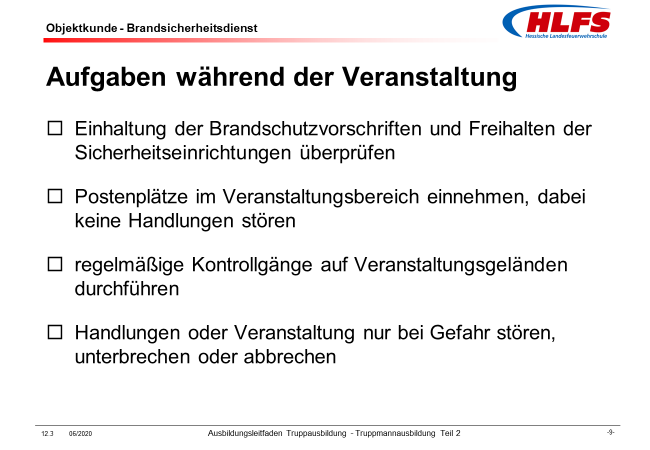 Objektkunde - Brandsicherheitsdienst
HLFS
Hessische Landesfeuerwehrschule
Aufgaben während der Veranstaltung
Einhaltung der Brandschutzvorschriften und Freihalten der
Sicherheitseinrichtungen überprüfen
Postenplätze im Veranstaltungsbereich einnehmen, dabei
keine Handlungen stören
regelmäßige Kontrollgänge auf Veranstaltungsgeländen
durchführen
Handlungen oder Veranstaltung nur bei Gefahr stören,
unterbrechen oder abbrechen
12.3 06/2020 Ausbildungsleitfaden Truppausbildung - Truppmannausbildung Teil 2 -9-